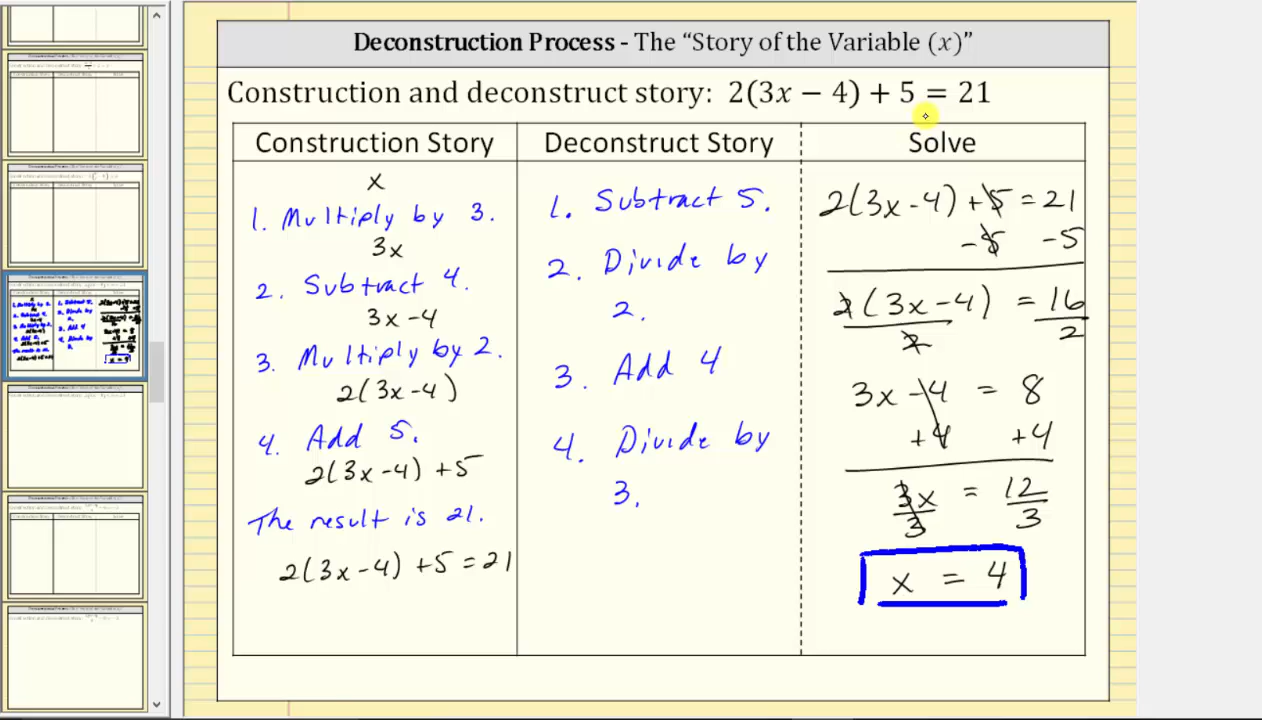 Deconstruction Process - The “Story of the Variable (x)”
Construction and deconstruct story: 2(3x − 4) + 5 = 21
Construction Story
x
1. Multiply by 3.
3x
2. Subtract 4.
3x - 4
3. Multiply by 2.
2(3x - 4)
4. Add 5.
2(3x - 4) + 5
The result is 21.
2(3x - 4) + 5 = 21
Deconstruct Story
1. Subtract 5.
2. Divide by
2.
3. Add 4
4. Divide by
3.
Solve
2(3x - 4) + 5 = 21
- 5 - 5
2(3x - 4) = 16
2 2
3x - 4 = 8
+ 4 + 4
3x = 12
3 3
x = 4